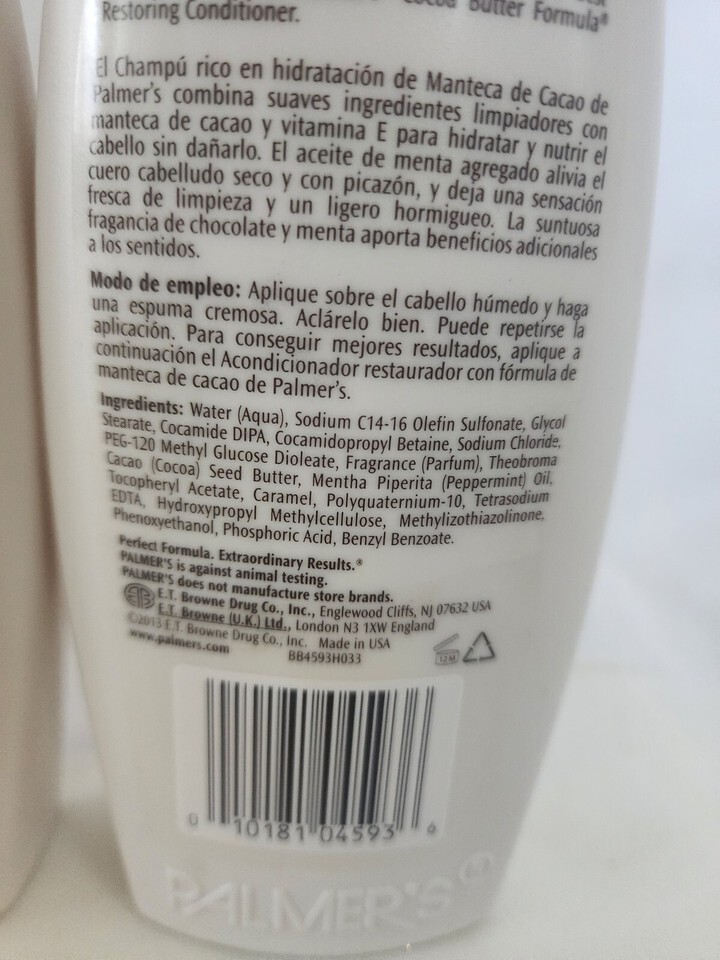 Cocoa Butter Formula®
Restoring Conditioner.
El Champú rico en hidratación de Manteca de Cacao de
Palmer's combina suaves ingredientes limpiadores con
manteca de cacao y vitamina E para hidratar y nutrir el
cabello sin dañarlo. El aceite de menta agregado alivia el
cuero cabelludo seco y con picazón, y deja una sensación
fresca de limpieza y un ligero hormigueo. La suntuosa
fragancia de chocolate y menta aporta beneficios adicionales
a los sentidos.
Modo de empleo: Aplique sobre el cabello húmedo y haga
una espuma cremosa. Aclárelo bien. Puede repetirse la
aplicación. Para conseguir mejores resultados, aplique a
continuación el Acondicionador restaurador con fórmula de
manteca de cacao de Palmer's.
Ingredients: Water (Aqua), Sodium C14-16 Olefin Sulfonate, Glycol
Stearate, Cocamide DIPA, Cocamidopropyl Betaine, Sodium Chloride,
PEG-120 Methyl Glucose Dioleate, Fragrance (Parfum), Theobroma
Cacao (Cocoa) Seed Butter, Mentha Piperita (Peppermint) Oil,
Tocopheryl Acetate, Caramel, Polyquaternium-10, Tetrasodium
EDTA, Hydroxypropyl Methylcellulose, Methylizothiazolinone,
Phenoxyethanol, Phosphoric Acid, Benzyl Benzoate.
Perfect Formula. Extraordinary Results.®
PALMER'S is against animal testing.
PALMER'S does not manufacture store brands.
E.T. Browne Drug Co., Inc., Englewood Cliffs, NJ 07632 USA
E.T. Browne (U.K.) Ltd., London N3 1XW England
©2013 E.T. Browne Drug Co., Inc. Made in USA
www.palmers.com BB4593H033
12M
0 10181 04593 6
PALMER'S